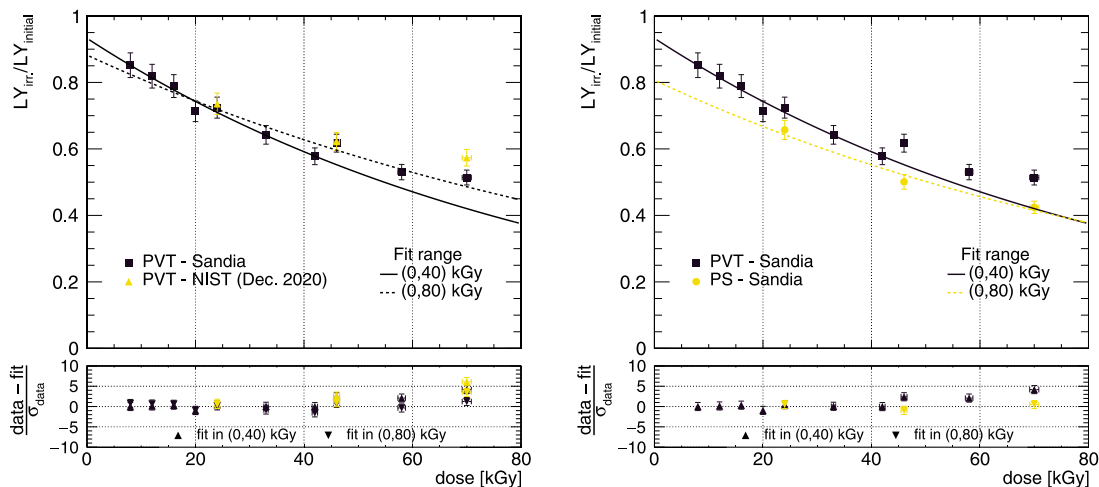 LY_irr./LY_initial
1
0.8
0.6
0.4
0.2
0
PVT - Sandia
PVT - NIST (Dec. 2020)
Fit range
(0,40) kGy
(0,80) kGy
data − fit
σ_data
10
5
0
−5
−10
fit in (0,40) kGy
fit in (0,80) kGy
0 20 40 60 80
dose [kGy]
LY_irr./LY_initial
1
0.8
0.6
0.4
0.2
0
PVT - Sandia
PS - Sandia
Fit range
(0,40) kGy
(0,80) kGy
data − fit
σ_data
10
5
0
−5
−10
fit in (0,40) kGy
fit in (0,80) kGy
0 20 40 60 80
dose [kGy]